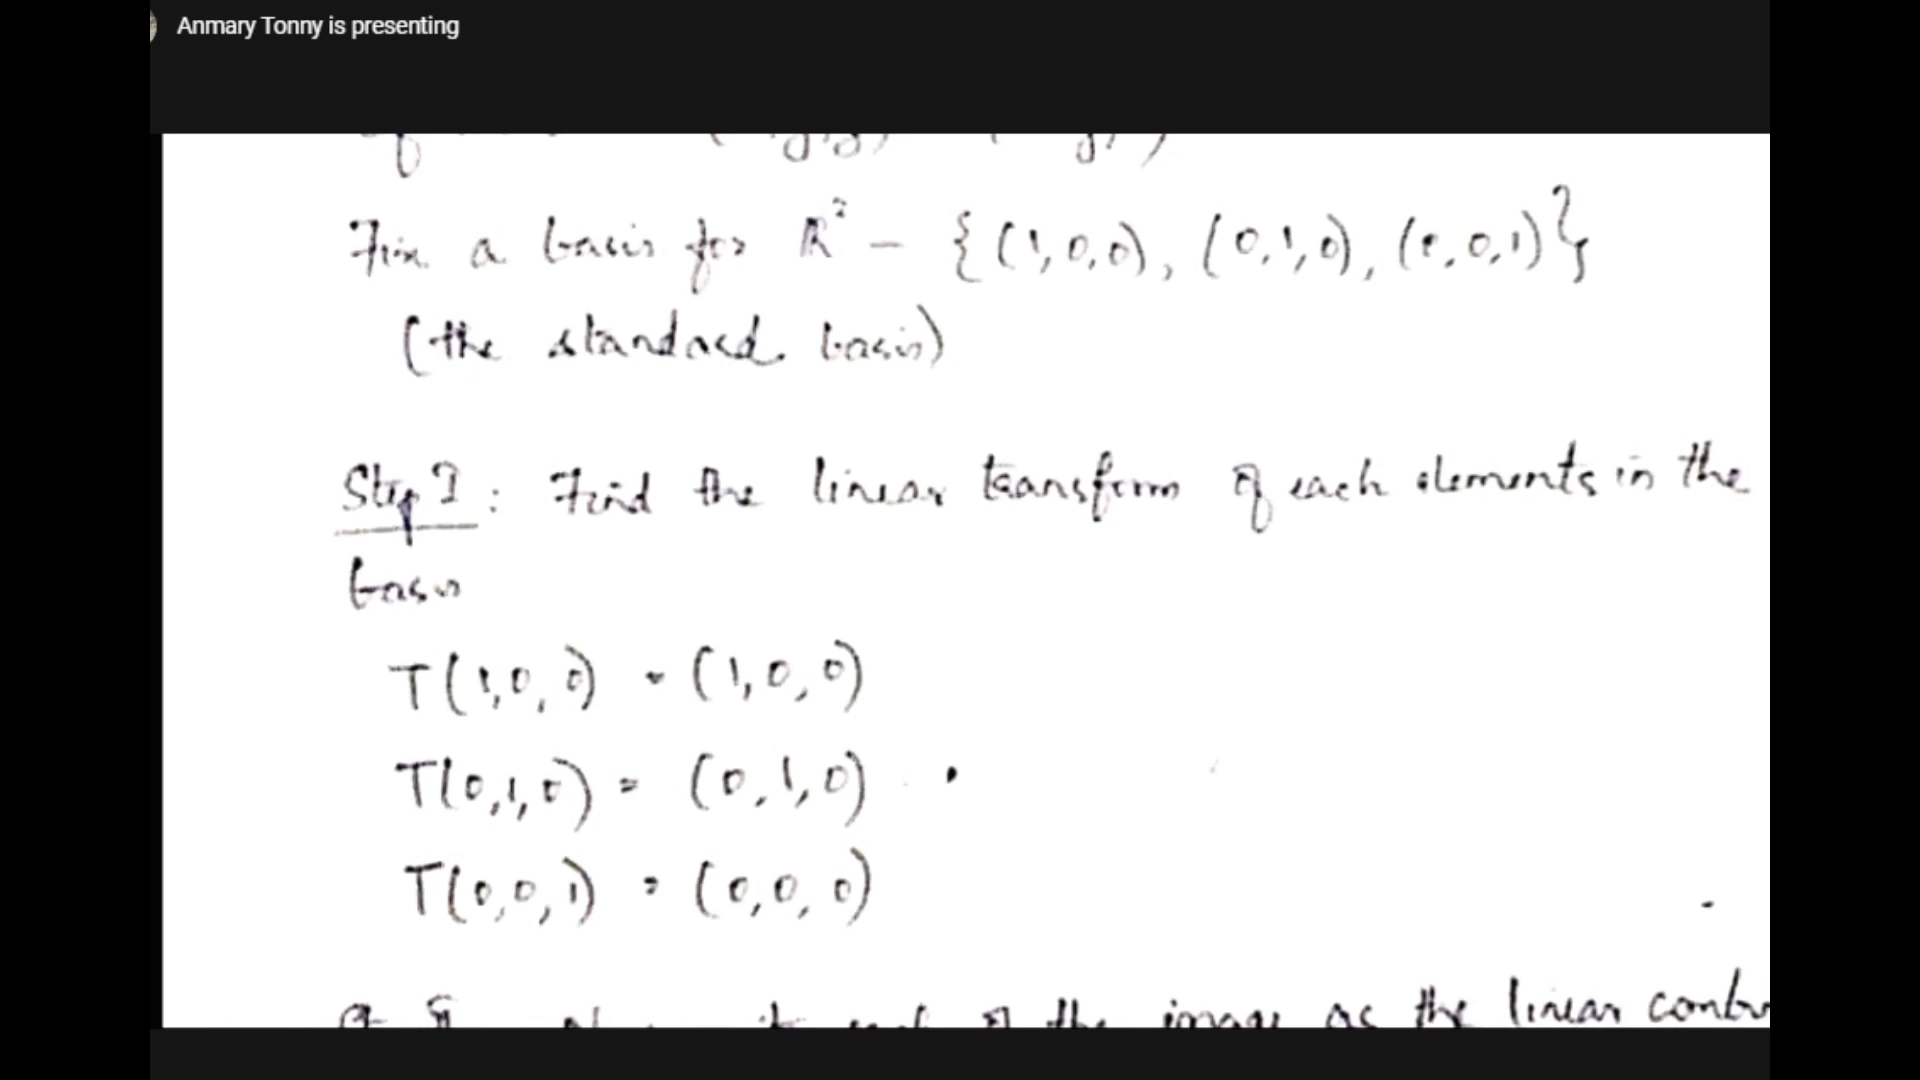 Anmary Tonny is presenting
Fix a basis for R² - {(1,0,0), (0,1,0), (0,0,1)}
(the standard basis)
Step I : Find the linear transform of each elements in the
basis
T(1,0,0) = (1,0,0)
T(0,1,0) = (0,1,0)
T(0,0,1) = (0,0,0)
of the image as the linear